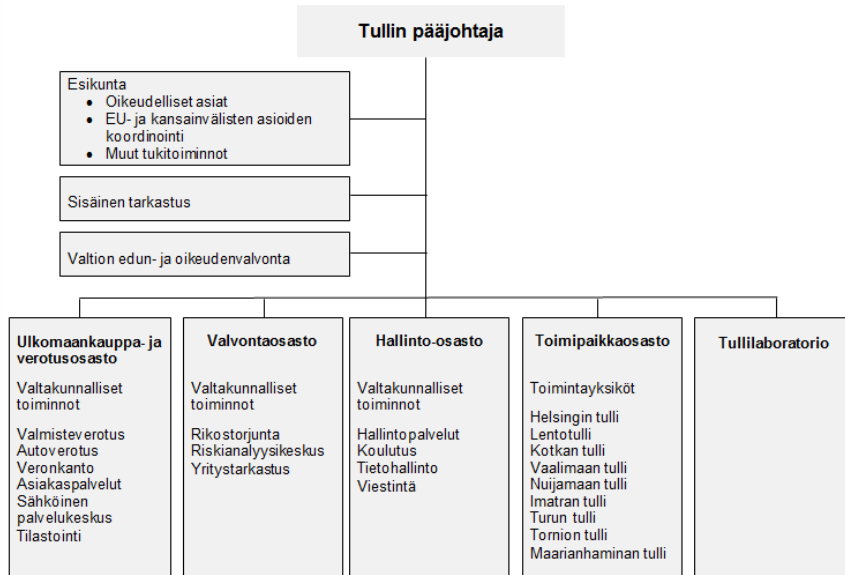 Tullin pääjohtaja
Esikunta
• Oikeudelliset asiat
• EU- ja kansainvälisten asioiden
koordinointi
• Muut tukitoiminnot
Sisäinen tarkastus
Valtion edun- ja oikeudenvalvonta
Ulkomaankauppa- ja
verotusosasto
Valtakunnalliset
toiminnot
Valmisteverotus
Autoverotus
Veronkanto
Asiakaspalvelut
Sähköinen
palvelukeskus
Tilastointi
Valvontaosasto
Valtakunnalliset
toiminnot
Rikostorjunta
Riskianalyysikeskus
Yritystarkastus
Hallinto-osasto
Valtakunnalliset
toiminnot
Hallintopalvelut
Koulutus
Tietohallinto
Viestintä
Toimipaikkaosasto
Toimintayksiköt
Helsingin tulli
Lentotulli
Kotkan tulli
Vaalimaan tulli
Nuijamaan tulli
Imatran tulli
Turun tulli
Tornion tulli
Maarianhaminan tulli
Tullilaboratorio